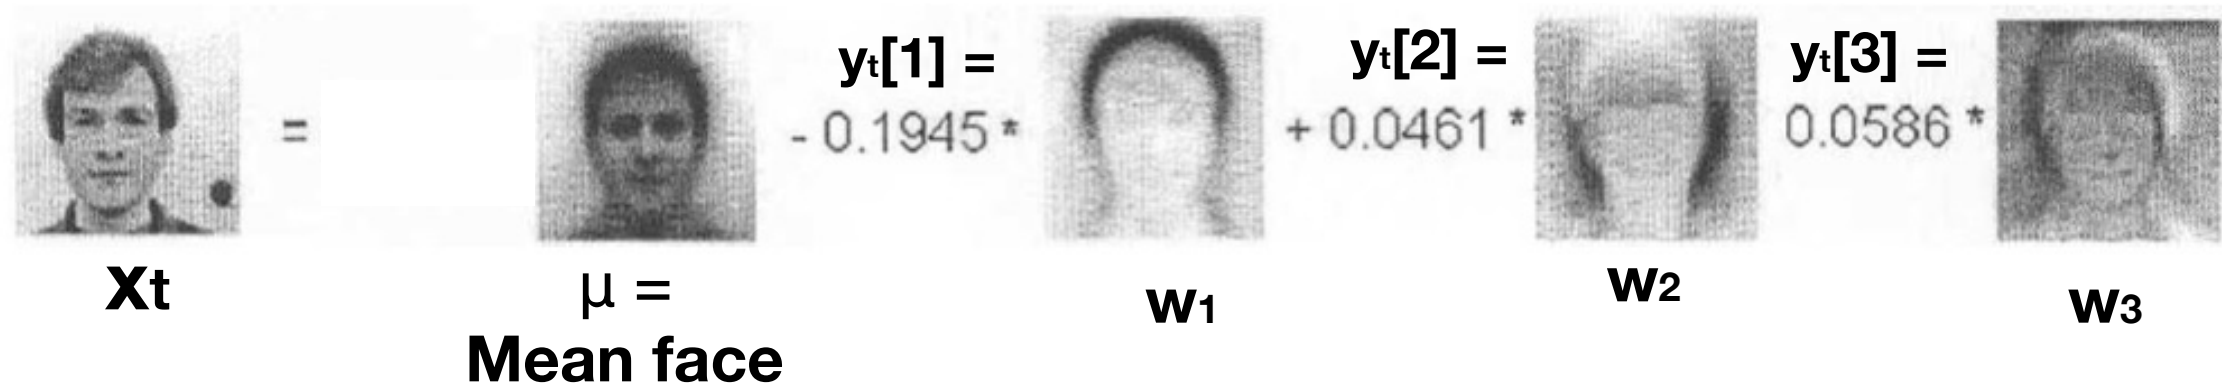 yt[1] = yt[2] = yt[3] =
= - 0.1945 * + 0.0461 * 0.0586 *
xt μ = w1 w2 w3
Mean face